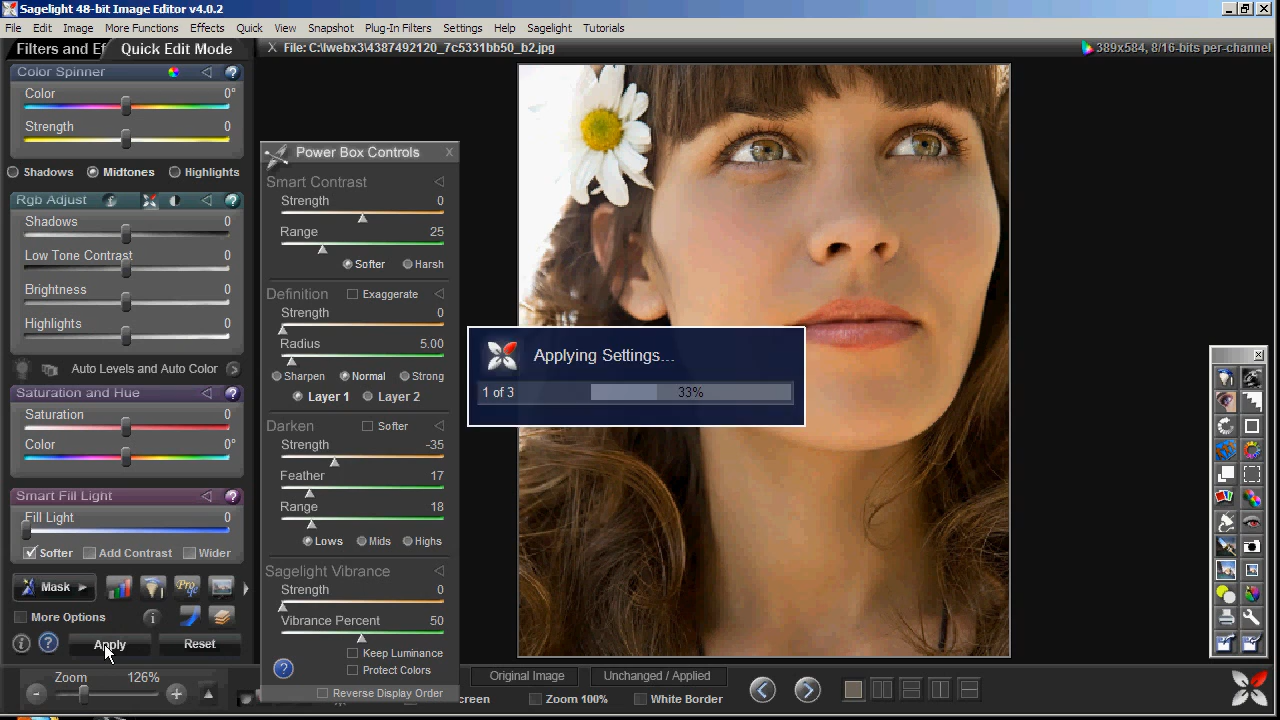 Sagelight 48-bit Image Editor v4.0.2
File Edit Image More Functions Effects Quick View Snapshot Plug-In Filters Settings Help Sagelight Tutorials
Filters and Ef Quick Edit Mode
X File: C:\lwebx3\4387492120_7c5331bb50_b2.jpg
389x584, 8/16-bits per-channel
Color Spinner ?
Color 0°
Strength 0
Shadows Midtones Highlights
Rgb Adjust ?
Shadows 0
Low Tone Contrast 0
Brightness 0
Highlights 0
Auto Levels and Auto Color
Saturation and Hue ?
Saturation 0
Color 0°
Smart Fill Light ?
Fill Light 0
Softer Add Contrast Wider
Mask
More Options
Apply Reset
Zoom 126%
Power Box Controls X
Smart Contrast
Strength 0
Range 25
Softer Harsh
Definition Exaggerate
Strength 0
Radius 5.00
Sharpen Normal Strong
Layer 1 Layer 2
Darken Softer
Strength -35
Feather 17
Range 18
Lows Mids Highs
Sagelight Vibrance
Strength 0
Vibrance Percent 50
Keep Luminance
Protect Colors
Reverse Display Order
Applying Settings...
1 of 3 33%
Original Image Unchanged / Applied
creen Zoom 100% White Border